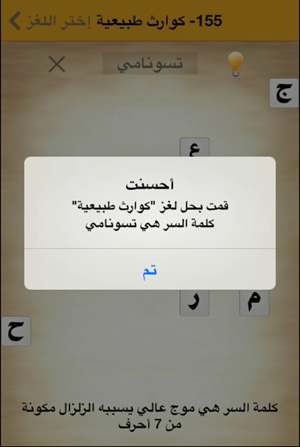 155- كوارث طبيعية إختر اللغز
تسونامي
ج
ع
أحسنت
قمت بحل لغز "كوارث طبيعية"
كلمة السر هي تسونامي
تم
ر م
ح
كلمة السر هي موج عالي يسببه الزلزال مكونة
من 7 أحرف